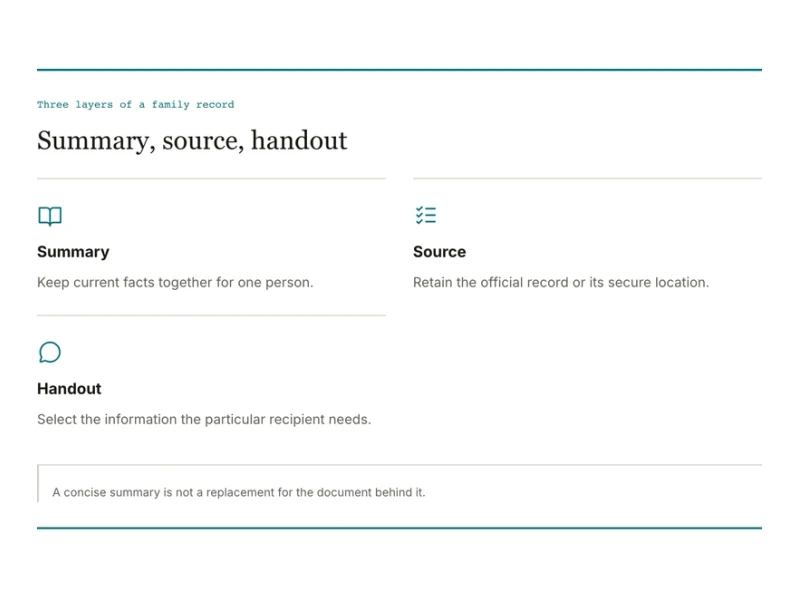 Three layers of a family record
Summary, source, handout
Summary
Keep current facts together for one person.
Source
Retain the official record or its secure location.
Handout
Select the information the particular recipient needs.
A concise summary is not a replacement for the document behind it.